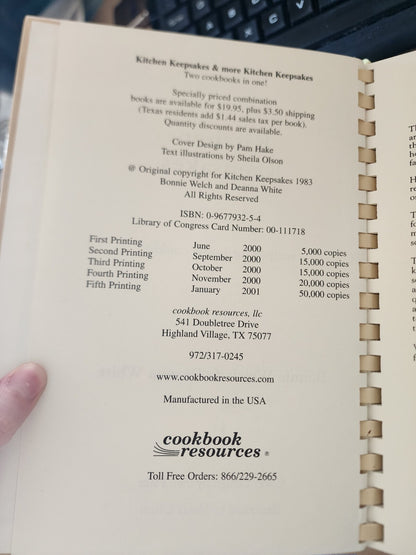 Kitchen Keepsakes & more Kitchen Keepsakes
Two cookbooks in one!
Specially priced combination
books are available for $19.95, plus $3.50 shipping
(Texas residents add $1.44 sales tax per book).
Quantity discounts are available.
Cover Design by Pam Hake
Text illustrations by Sheila Olson
@ Original copyright for Kitchen Keepsakes 1983
Bonnie Welch and Deanna White
All Rights Reserved
ISBN: 0-9677932-5-4
Library of Congress Card Number: 00-111718
First Printing June 2000 5,000 copies
Second Printing September 2000 15,000 copies
Third Printing October 2000 15,000 copies
Fourth Printing November 2000 20,000 copies
Fifth Printing January 2001 50,000 copies
cookbook resources, llc
541 Doubletree Drive
Highland Village, TX 75077
972/317-0245
www.cookbookresources.com
Manufactured in the USA
cookbook
resources ®
Toll Free Orders: 866/229-2665